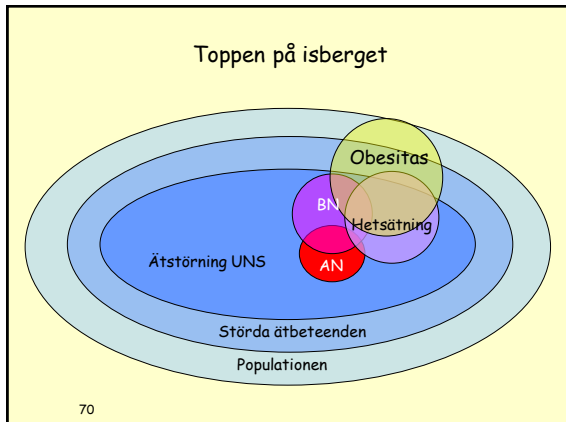 Toppen på isberget
Obesitas
BN
Hetsätning
Ätstörning UNS
AN
Störda ätbeteenden
Populationen
70